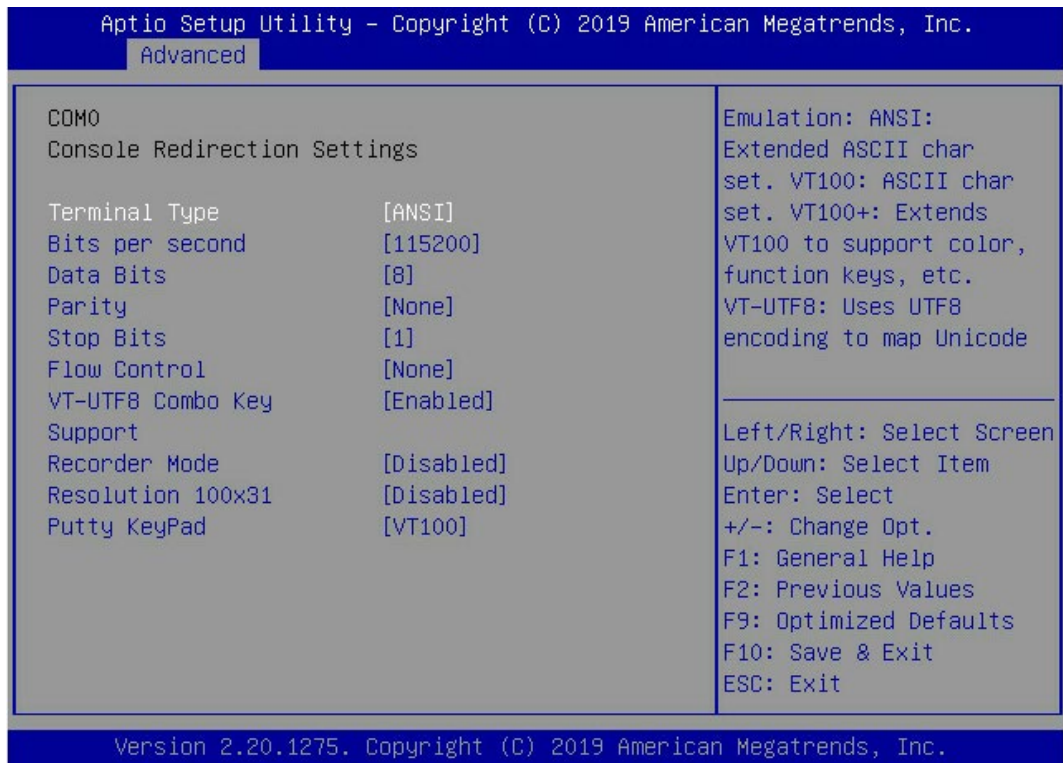 Aptio Setup Utility – Copyright (C) 2019 American Megatrends, Inc.
Advanced
COM0
Console Redirection Settings
Terminal Type [ANSI]
Bits per second [115200]
Data Bits [8]
Parity [None]
Stop Bits [1]
Flow Control [None]
VT-UTF8 Combo Key [Enabled]
Support
Recorder Mode [Disabled]
Resolution 100x31 [Disabled]
Putty KeyPad [VT100]
Emulation: ANSI:
Extended ASCII char
set. VT100: ASCII char
set. VT100+: Extends
VT100 to support color,
function keys, etc.
VT-UTF8: Uses UTF8
encoding to map Unicode
Left/Right: Select Screen
Up/Down: Select Item
Enter: Select
+/-: Change Opt.
F1: General Help
F2: Previous Values
F9: Optimized Defaults
F10: Save & Exit
ESC: Exit
Version 2.20.1275. Copyright (C) 2019 American Megatrends, Inc.